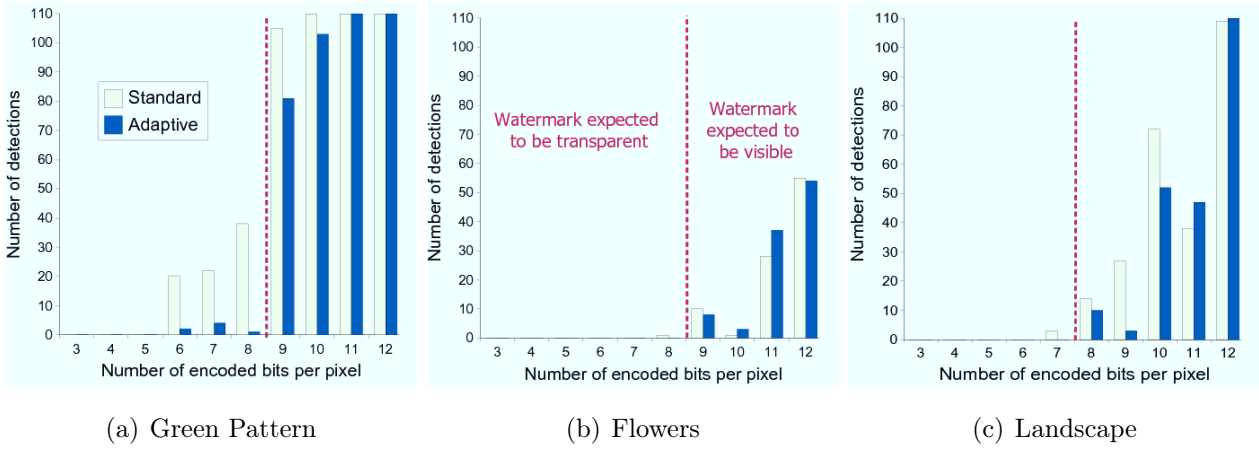 110
100
90
80
70
60
50
40
30
20
10
0
Number of detections
Standard
Adaptive
3 4 5 6 7 8 9 10 11 12
Number of encoded bits per pixel
(a) Green Pattern
110
100
90
80
70
60
50
40
30
20
10
0
Number of detections
Watermark expected
to be transparent
Watermark
expected to
be visible
3 4 5 6 7 8 9 10 11 12
Number of encoded bits per pixel
(b) Flowers
110
100
90
80
70
60
50
40
30
20
10
0
Number of detections
3 4 5 6 7 8 9 10 11 12
Number of encoded bits per pixel
(c) Landscape